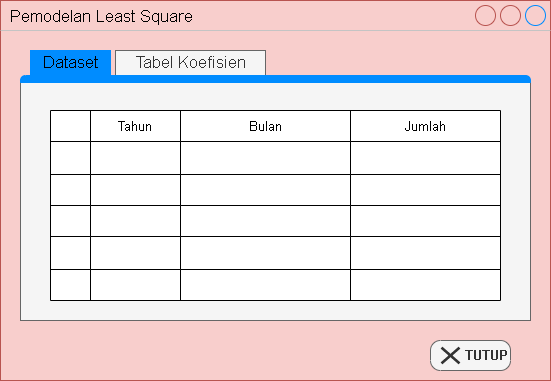 Pemodelan Least Square
Dataset Tabel Koefisien
Tahun Bulan Jumlah
TUTUP